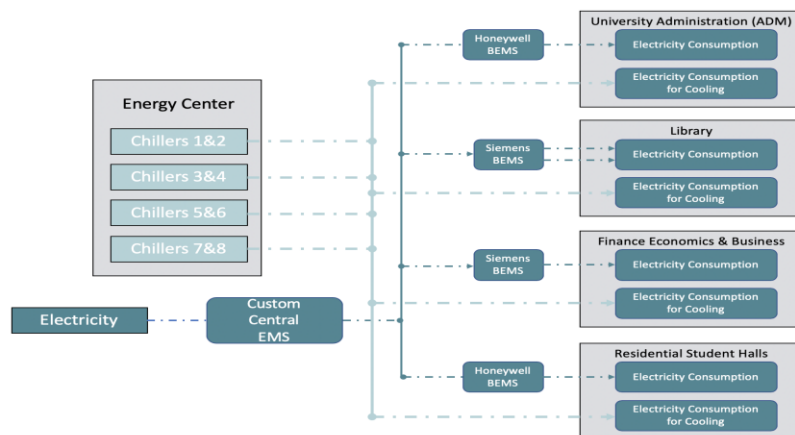 University Administration (ADM)
Honeywell
BEMS
Electricity Consumption
Electricity Consumption
for Cooling
Energy Center
Chillers 1&2
Chillers 3&4
Chillers 5&6
Chillers 7&8
Library
Siemens
BEMS
Electricity Consumption
Electricity Consumption
for Cooling
Finance Economics & Business
Siemens
BEMS
Electricity Consumption
Electricity Consumption
for Cooling
Electricity
Custom
Central
EMS
Residential Student Halls
Honeywell
BEMS
Electricity Consumption
Electricity Consumption
for Cooling